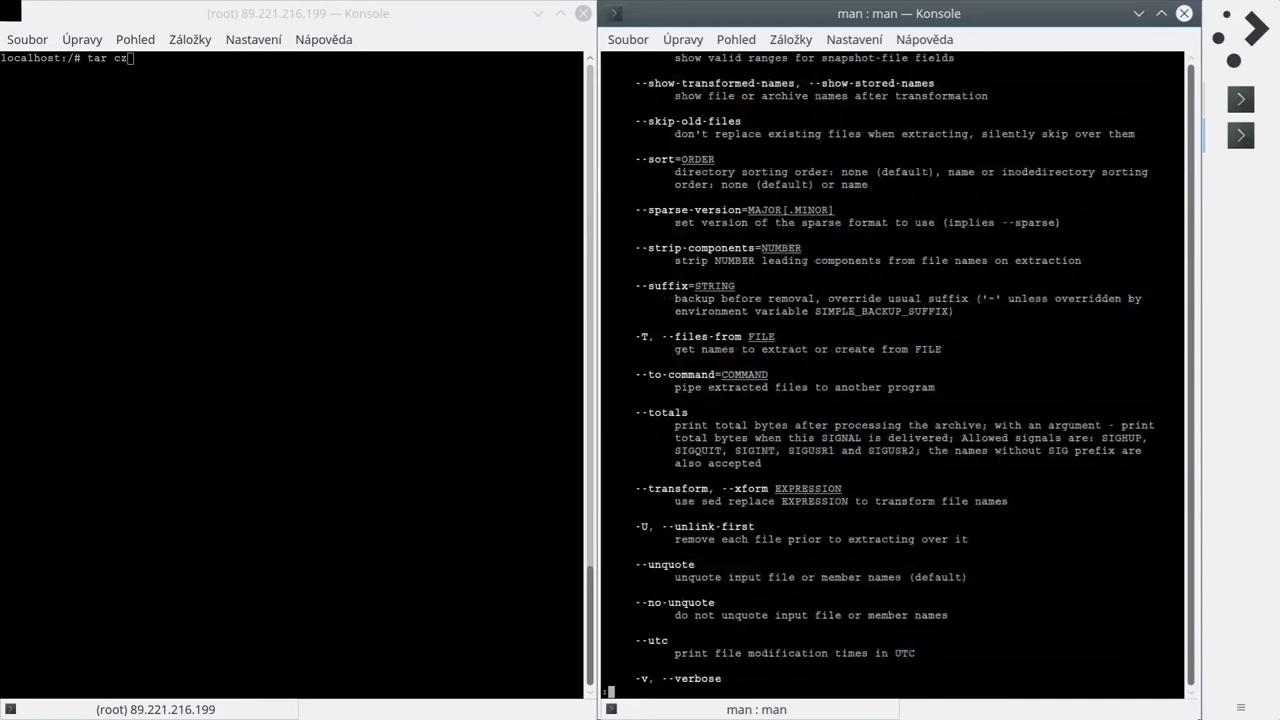 (root) 89.221.216.199 — Konsole
Soubor Úpravy Pohled Záložky Nastavení Nápověda
localhost:/# tar cz
(root) 89.221.216.199
man : man — Konsole
Soubor Úpravy Pohled Záložky Nastavení Nápověda
show valid ranges for snapshot-file fields
--show-transformed-names, --show-stored-names
show file or archive names after transformation
--skip-old-files
don't replace existing files when extracting, silently skip over them
--sort=ORDER
directory sorting order: none (default), name or inodedirectory sorting
order: none (default) or name
--sparse-version=MAJOR[.MINOR]
set version of the sparse format to use (implies --sparse)
--strip-components=NUMBER
strip NUMBER leading components from file names on extraction
--suffix=STRING
backup before removal, override usual suffix ('~' unless overridden by
environment variable SIMPLE_BACKUP_SUFFIX)
-T, --files-from FILE
get names to extract or create from FILE
--to-command=COMMAND
pipe extracted files to another program
--totals
print total bytes after processing the archive; with an argument - print
total bytes when this SIGNAL is delivered; Allowed signals are: SIGHUP,
SIGQUIT, SIGINT, SIGUSR1 and SIGUSR2; the names without SIG prefix are
also accepted
--transform, --xform EXPRESSION
use sed replace EXPRESSION to transform file names
-U, --unlink-first
remove each file prior to extracting over it
--unquote
unquote input file or member names (default)
--no-unquote
do not unquote input file or member names
--utc
print file modification times in UTC
-v, --verbose
:
man : man